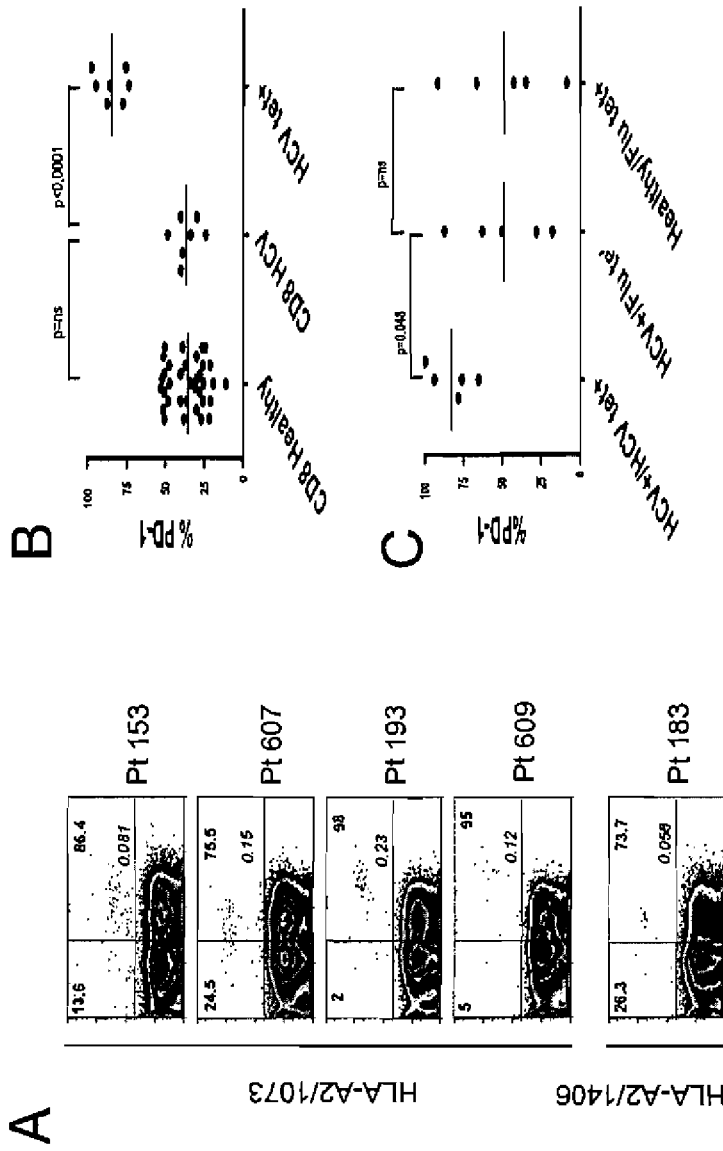 A
HLA-A2/1073
13.6 86.4
0.081
Pt 153
24.5 75.5
0.15
Pt 607
2 98
0.23
Pt 193
5 95
0.12
Pt 609
HLA-A2/1406
26.3 73.7
0.058
Pt 183
B
% PD-1
100
75
50
25
0
p=ns
p<0.0001
CD8 Healthy
CD8 HCV
HCV tet+
C
%PD-1
100
75
50
25
0
p=0.048
p=ns
HCV+/HCV tet+
HCV+/Flu
Healthy/Flu tet+